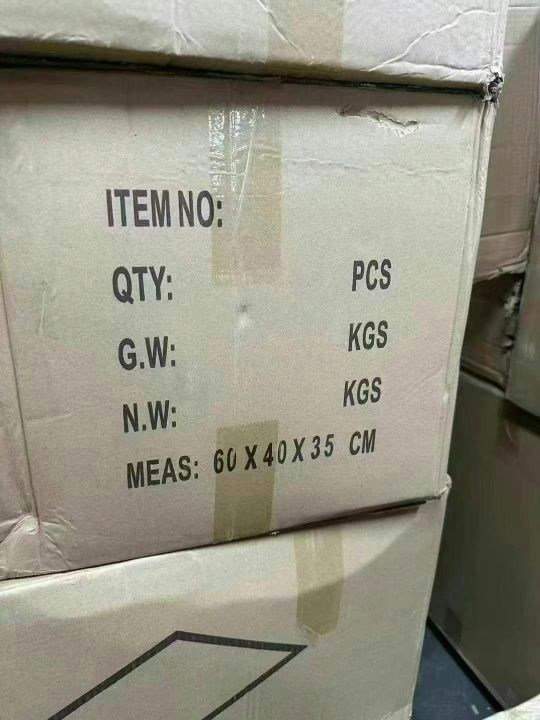 ITEM NO:
QTY: PCS
G.W: KGS
N.W: KGS
MEAS: 60 X 40 X 35 CM